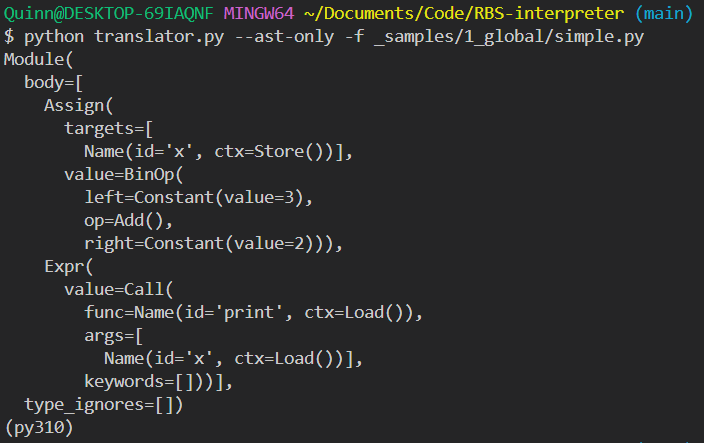 Quinn@DESKTOP-69IAQNF MINGW64 ~/Documents/Code/RBS-interpreter (main)
$ python translator.py --ast-only -f _samples/1_global/simple.py
Module(
  body=[
    Assign(
      targets=[
        Name(id='x', ctx=Store())],
      value=BinOp(
        left=Constant(value=3),
        op=Add(),
        right=Constant(value=2))),
    Expr(
      value=Call(
        func=Name(id='print', ctx=Load()),
        args=[
          Name(id='x', ctx=Load())],
        keywords=[]))],
  type_ignores=[])
(py310)